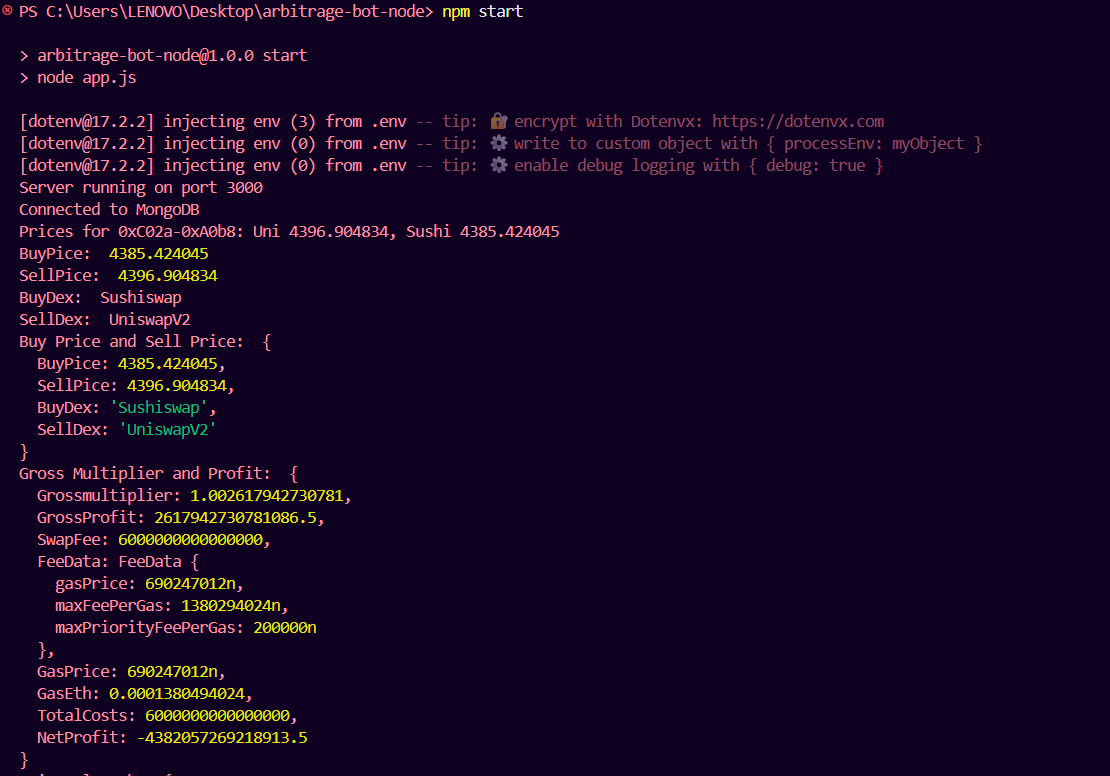 PS C:\Users\LENOVO\Desktop\arbitrage-bot-node> npm start
> arbitrage-bot-node@1.0.0 start
> node app.js
[dotenv@17.2.2] injecting env (3) from .env -- tip: 🔐 encrypt with Dotenvx: https://dotenvx.com
[dotenv@17.2.2] injecting env (0) from .env -- tip: ⚙️ write to custom object with { processEnv: myObject }
[dotenv@17.2.2] injecting env (0) from .env -- tip: ⚙️ enable debug logging with { debug: true }
Server running on port 3000
Connected to MongoDB
Prices for 0xC02a-0xA0b8: Uni 4396.904834, Sushi 4385.424045
BuyPice:  4385.424045
SellPice:  4396.904834
BuyDex:  Sushiswap
SellDex:  UniswapV2
Buy Price and Sell Price:  {
  BuyPice: 4385.424045,
  SellPice: 4396.904834,
  BuyDex: 'Sushiswap',
  SellDex: 'UniswapV2'
}
Gross Multiplier and Profit:  {
  Grossmultiplier: 1.002617942730781,
  GrossProfit: 2617942730781086.5,
  SwapFee: 6000000000000000,
  FeeData: FeeData {
    gasPrice: 690247012n,
    maxFeePerGas: 1380294024n,
    maxPriorityFeePerGas: 200000n
  },
  GasPrice: 690247012n,
  GasEth: 0.0001380494024,
  TotalCosts: 6000000000000000,
  NetProfit: -4382057269218913.5
}